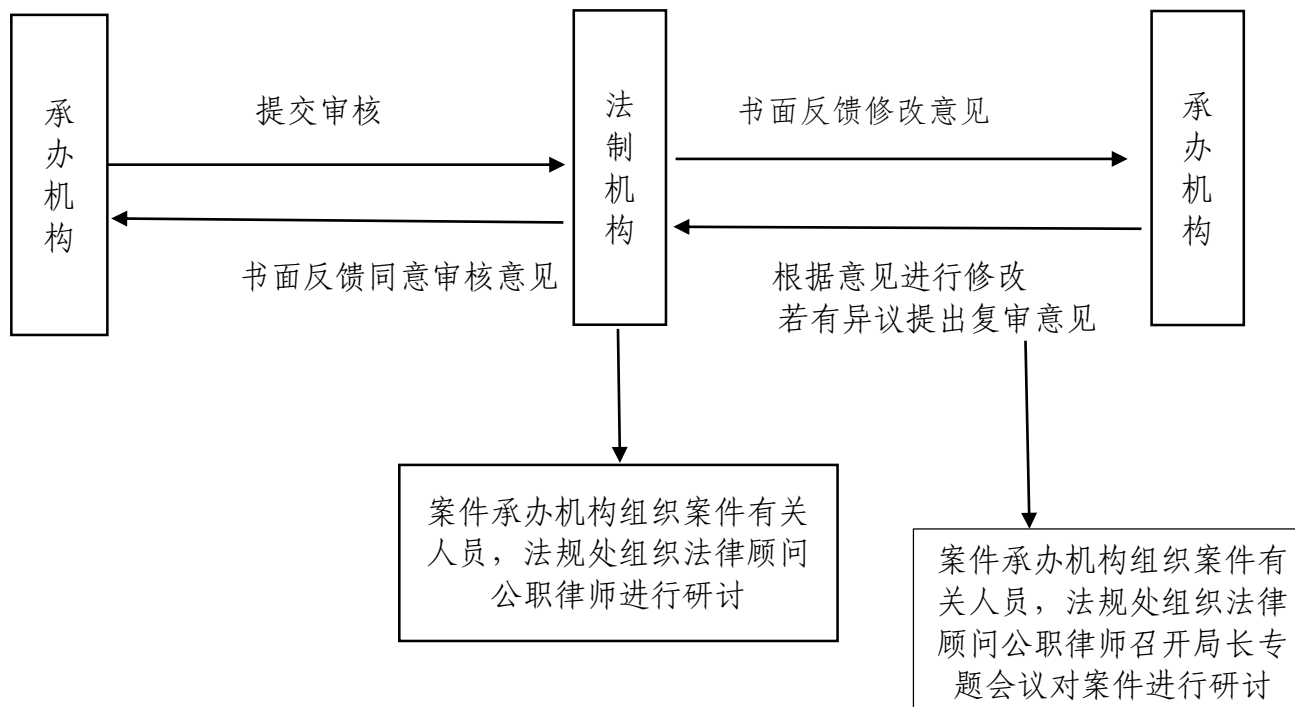 承办机构
提交审核
书面反馈同意审核意见
法制机构
书面反馈修改意见
根据意见进行修改
若有异议提出复审意见
承办机构
案件承办机构组织案件有关
人员，法规处组织法律顾问
公职律师进行研讨
案件承办机构组织案件有
关人员，法规处组织法律
顾问公职律师召开局长专
题会议对案件进行研讨